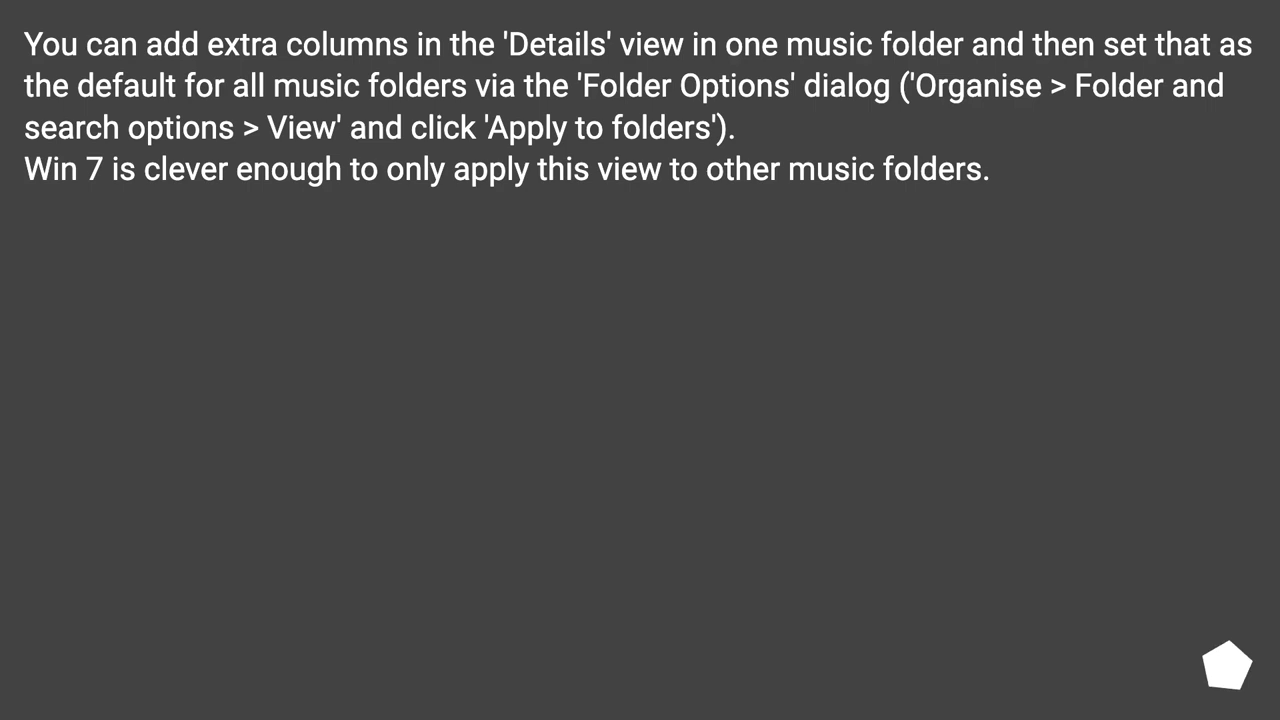 You can add extra columns in the 'Details' view in one music folder and then set that as
the default for all music folders via the 'Folder Options' dialog ('Organise > Folder and
search options > View' and click 'Apply to folders').
Win 7 is clever enough to only apply this view to other music folders.